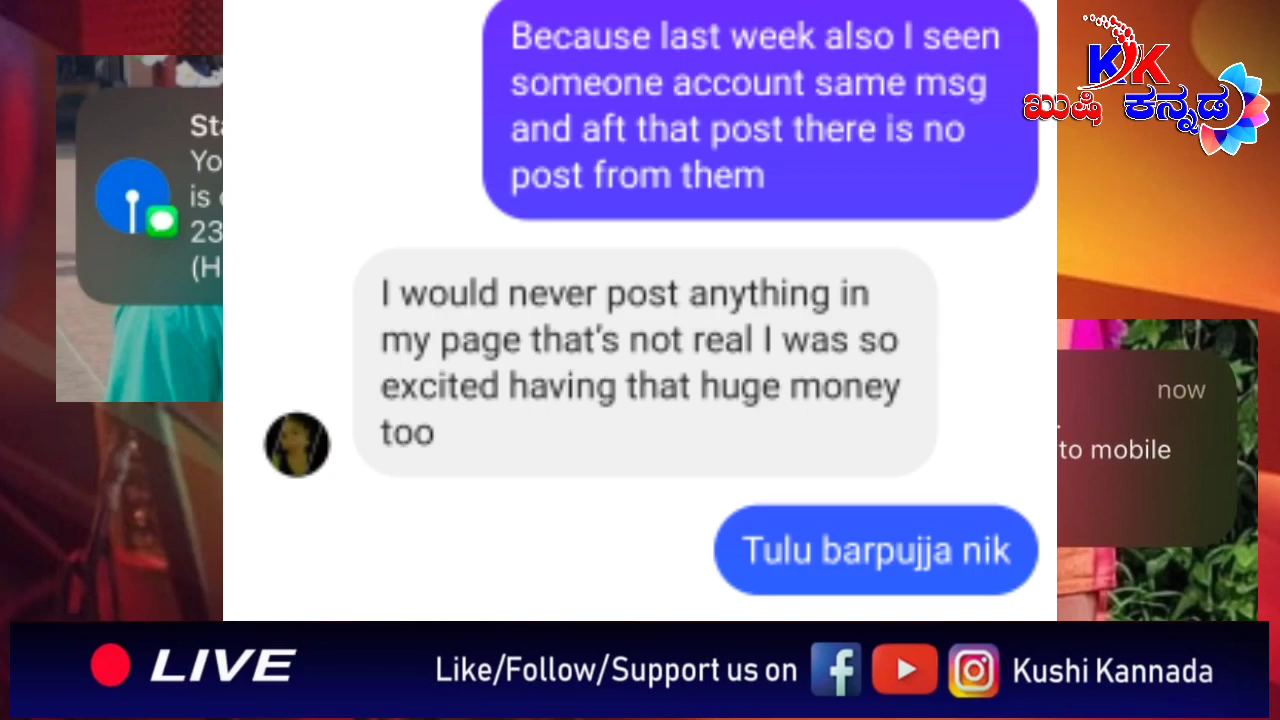 Because last week also I seen
someone account same msg
and aft that post there is no
post from them
KK
ಖುಷಿ ಕನ್ನಡ
is
23
(H
I would never post anything in
my page that's not real I was so
excited having that huge money
too
now
to mobile
Tulu barpujja nik
LIVE
Like/Follow/Support us on
Kushi Kannada